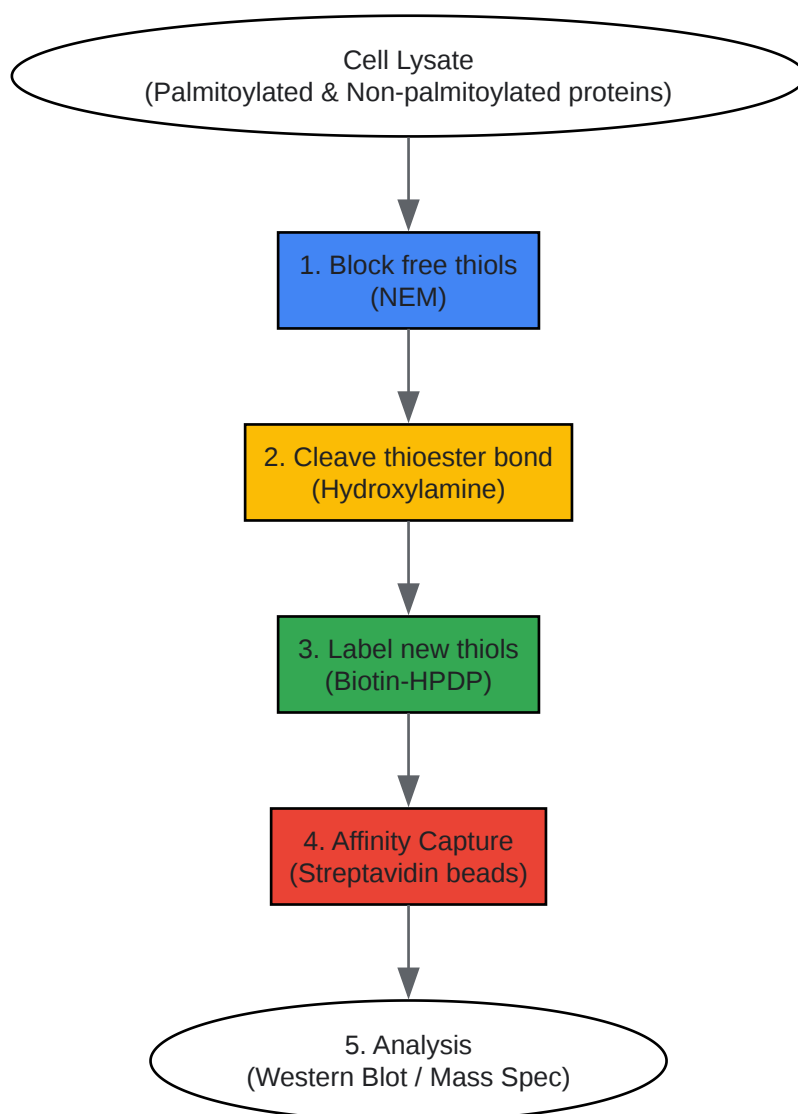 Cell Lysate
(Palmitoylated & Non-palmitoylated proteins)
1. Block free thiols
(NEM)
2. Cleave thioester bond
(Hydroxylamine)
3. Label new thiols
(Biotin-HPDP)
4. Affinity Capture
(Streptavidin beads)
5. Analysis
(Western Blot / Mass Spec)